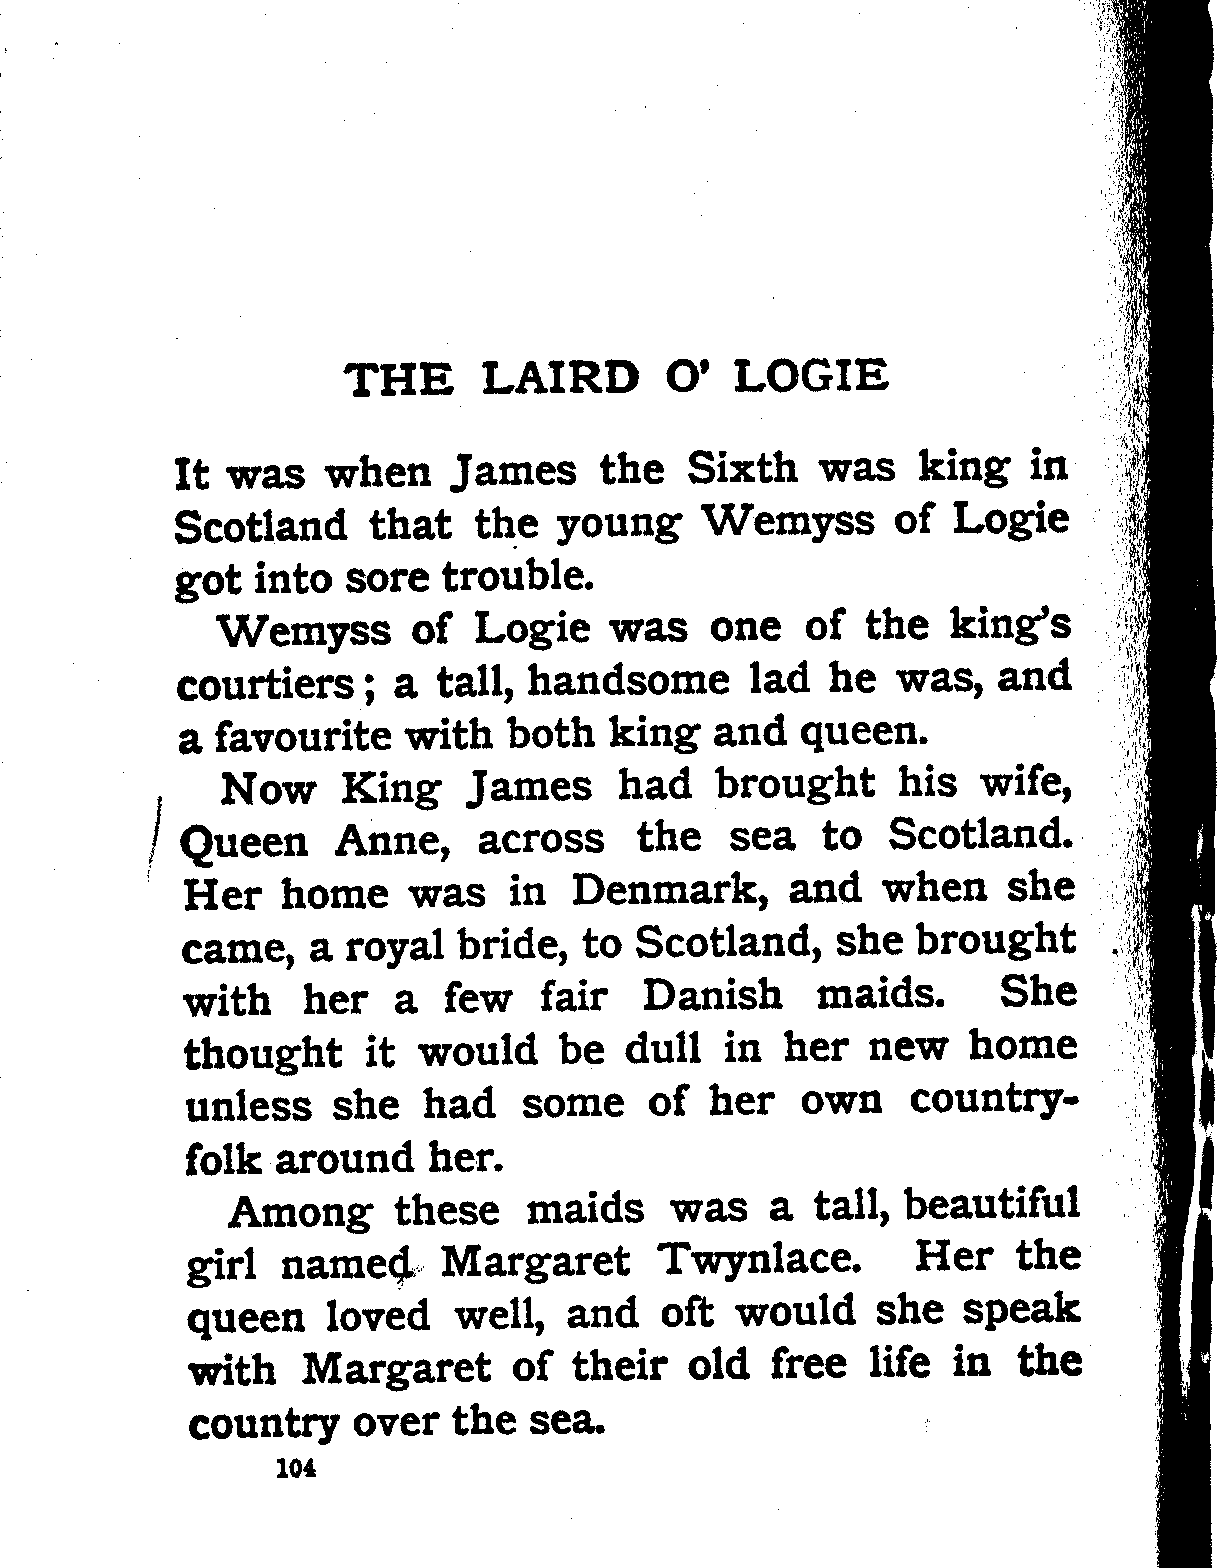 THE LAIRD O' LOGIE
It was when James the Sixth was king in
Scotland that the young Wemyss of Logie
got into sore trouble.
Wemyss of Logie was one of the king's
courtiers; a tall, handsome lad he was, and
a favourite with both king and queen.
Now King James had brought his wife,
Queen Anne, across the sea to Scotland.
Her home was in Denmark, and when she
came, a royal bride, to Scotland, she brought
with her a few fair Danish maids. She
thought it would be dull in her new home
unless she had some of her own country-
folk around her.
Among these maids was a tall, beautiful
girl named Margaret Twynlace. Her the
queen loved well, and oft would she speak
with Margaret of their old free life in the
country over the sea.
104